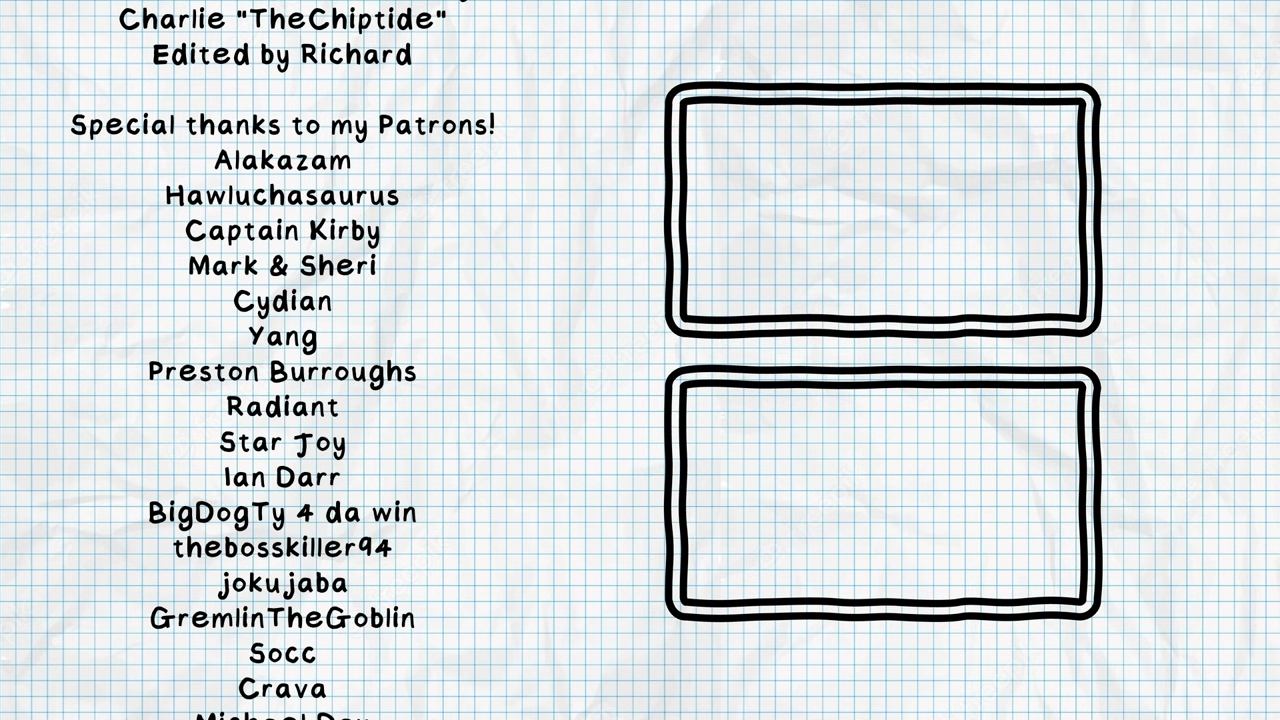 Charlie "TheChiptide"
Edited by Richard
Special thanks to my Patrons!
Alakazam
Hawluchasaurus
Captain Kirby
Mark & Sheri
Cydian
Yang
Preston Burroughs
Radiant
Star Joy
Ian Darr
BigDogTy 4 da win
thebosskiller94
jokujaba
GremlinTheGoblin
Socc
Crava
Michael